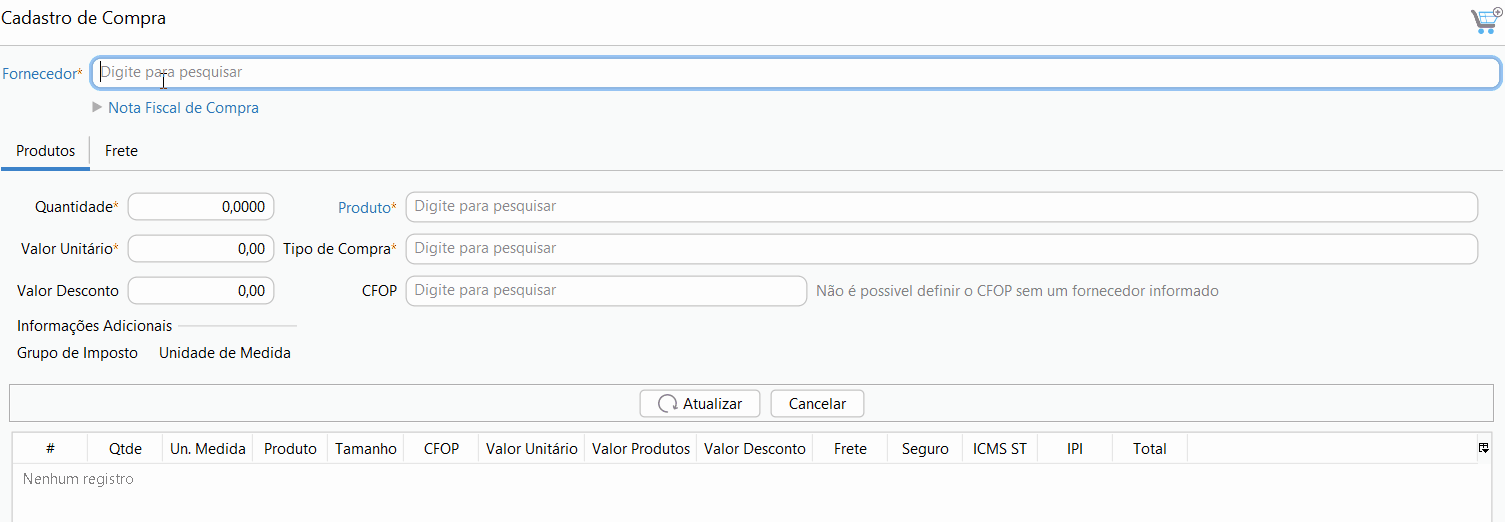 Cadastro de Compra
Fornecedor* Digite para pesquisar
Nota Fiscal de Compra
Produtos Frete
Quantidade* 0,0000 Produto* Digite para pesquisar
Valor Unitário* 0,00 Tipo de Compra* Digite para pesquisar
Valor Desconto 0,00 CFOP Digite para pesquisar Não é possivel definir o CFOP sem um fornecedor informado
Informações Adicionais
Grupo de Imposto Unidade de Medida
Atualizar Cancelar
# Qtde Un. Medida Produto Tamanho CFOP Valor Unitário Valor Produtos Valor Desconto Frete Seguro ICMS ST IPI Total
Nenhum registro